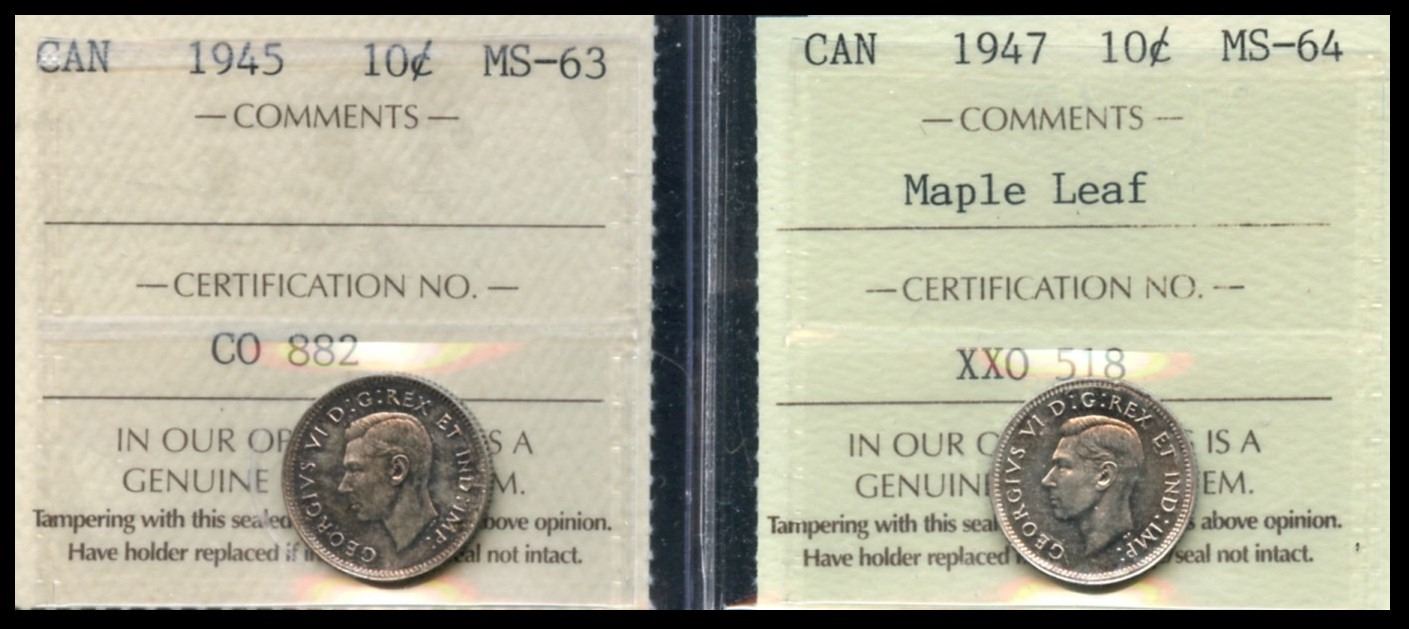 CAN 1945 10¢ MS-63
— COMMENTS —
— CERTIFICATION NO. —
CO 882
IN OUR OP S A
GENUINE M.
Tampering with this sealed bove opinion.
Have holder replaced if eal not intact.
GEORGIVS VI D:G:REX ET IND:IMP:
CAN 1947 10¢ MS-64
— COMMENTS —
Maple Leaf
— CERTIFICATION NO. —
XXO 518
IN OUR IS A
GENUIN EM.
Tampering with this seal above opinion.
Have holder replaced seal not intact.
GEORGIVS VI D:G:REX ET IND:IMP: